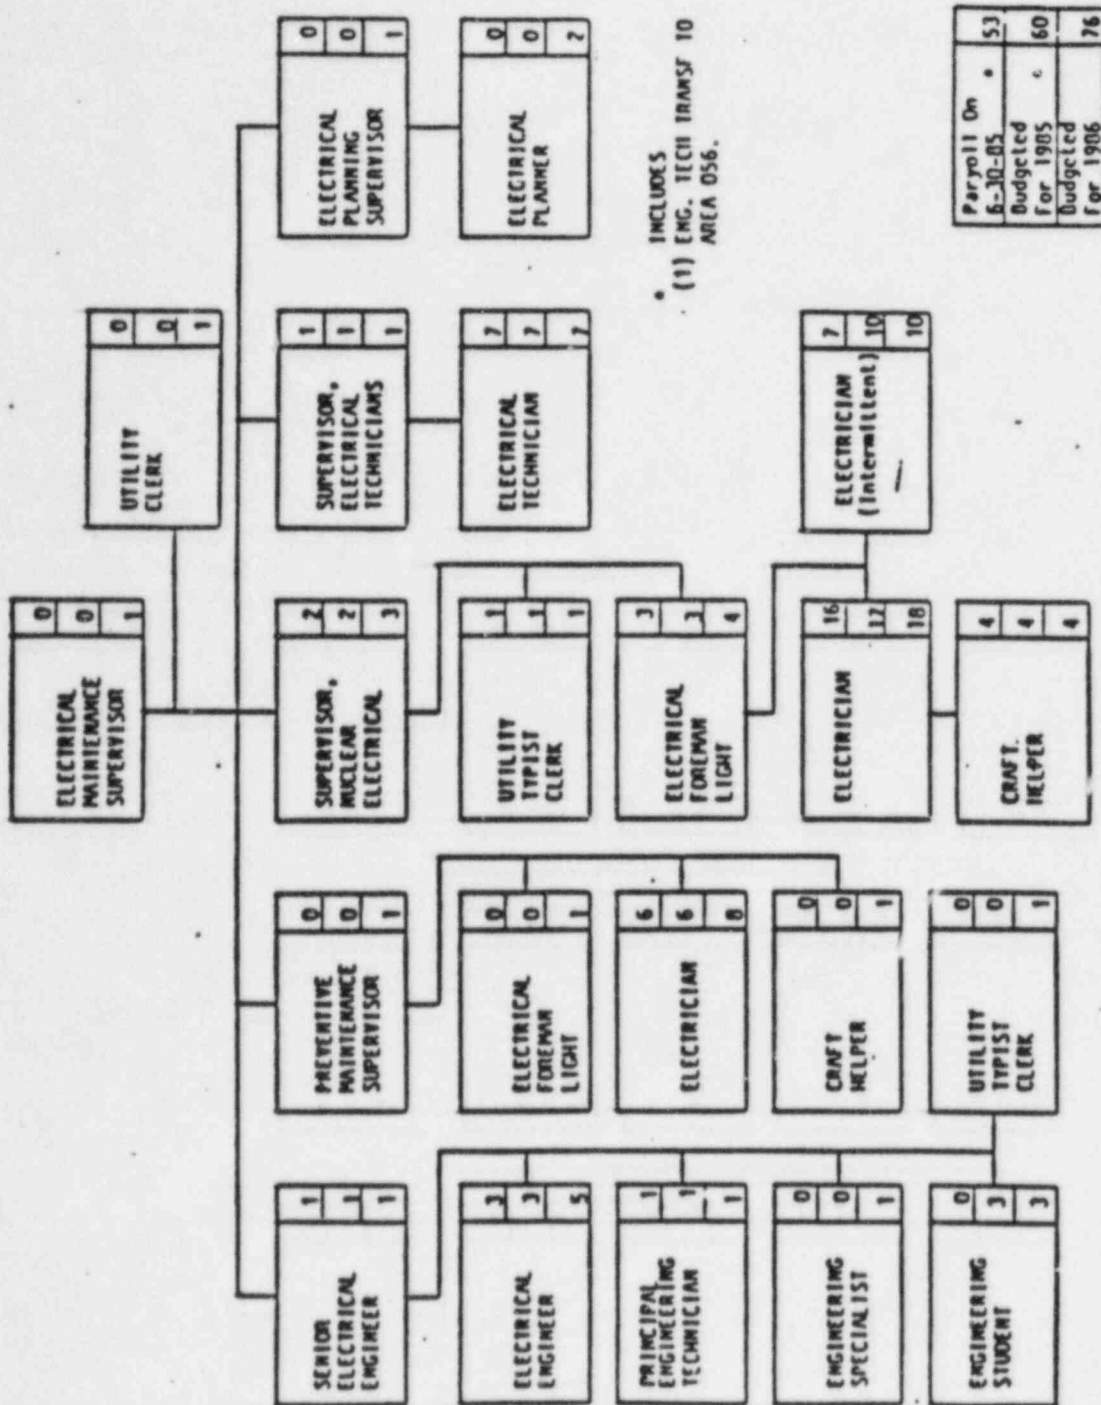 ELECTRICAL
MAINTENANCE
SUPERVISOR
0
0
1
UTILITY
CLERK
0
0
1
SENIOR
ELECTRICAL
ENGINEER
1
1
1
PREVENTIVE
MAINTENANCE
SUPERVISOR
0
0
1
SUPERVISOR,
NUCLEAR
ELECTRICAL
2
2
3
SUPERVISOR,
ELECTRICAL
TECHNICIANS
1
1
1
ELECTRICAL
PLANNING
SUPERVISOR
0
0
1
ELECTRICAL
ENGINEER
3
3
5
ELECTRICAL
FOREMAN
LIGHT
0
0
1
UTILITY
TYPIST
CLERK
1
1
1
ELECTRICAL
TECHNICIAN
7
7
7
ELECTRICAL
PLANNER
0
0
2
PRINCIPAL
ENGINEERING
TECHNICIAN
1
1
1
ELECTRICIAN
6
6
8
ELECTRICAL
FOREMAN
LIGHT
3
3
4
* INCLUDES
(1) ENG. TECH TRANSF TO
AREA 056.
ENGINEERING
SPECIALIST
0
0
1
CRAFT
HELPER
0
0
1
ELECTRICIAN
16
17
18
ELECTRICIAN
(Intermittent)
7
10
10
ENGINEERING
STUDENT
0
3
3
UTILITY
TYPIST
CLERK
0
0
1
CRAFT.
HELPER
4
4
4
Paryoll On
6-30-85 * 53
Budgeted
For 1985 60
Budgeted
For 1986 76